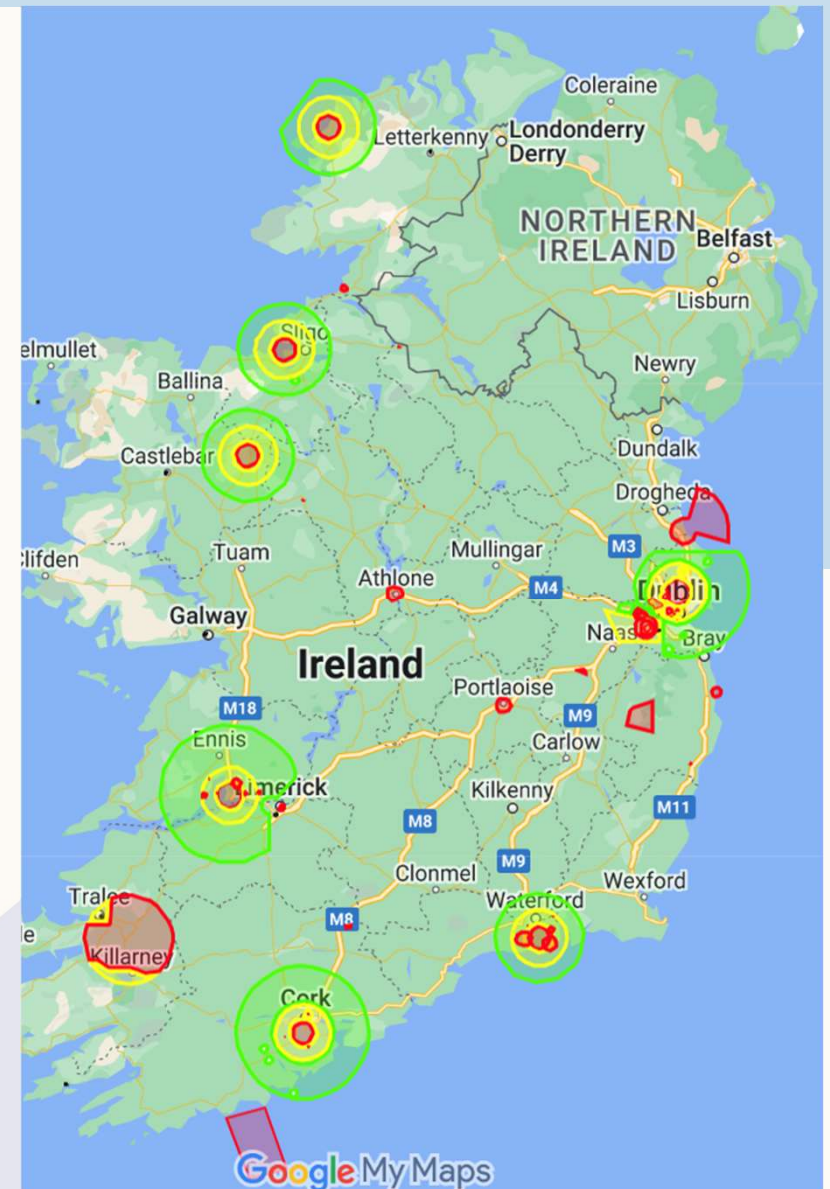 Coleraine
Letterkenny
Londonderry
Derry
NORTHERN
IRELAND
Belfast
Lisburn
Sligo
elmullet
Ballina
Newry
Castlebar
Dundalk
Drogheda
M3
Clifden
Tuam
Mullingar
Athlone
M4
Dublin
Galway
Naas
Bray
Ireland
Portlaoise
M18
M9
Ennis
Carlow
Limerick
Kilkenny
M11
M8
M9
Clonmel
Wexford
Tralee
Waterford
M8
le
Killarney
Cork
Google My Maps